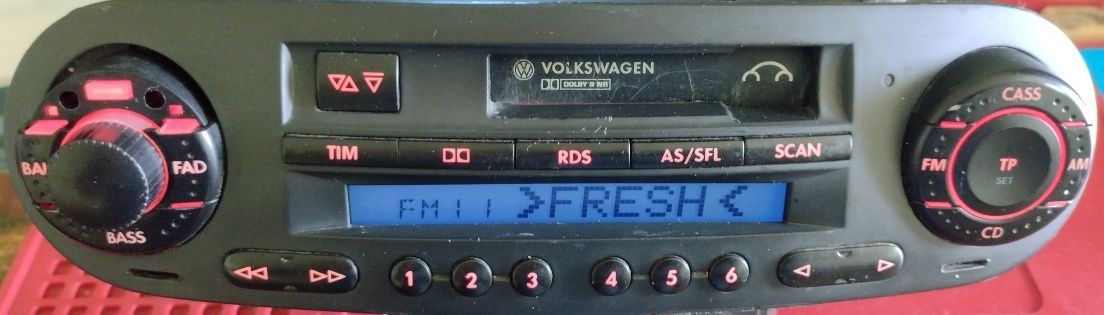 VOLKSWAGEN
DOLBY B NR
TIM RDS AS/SFL SCAN
BAL FAD
BASS
FM11 >FRESH<
CASS
FM TP AM
SET
CD
1 2 3 4 5 6